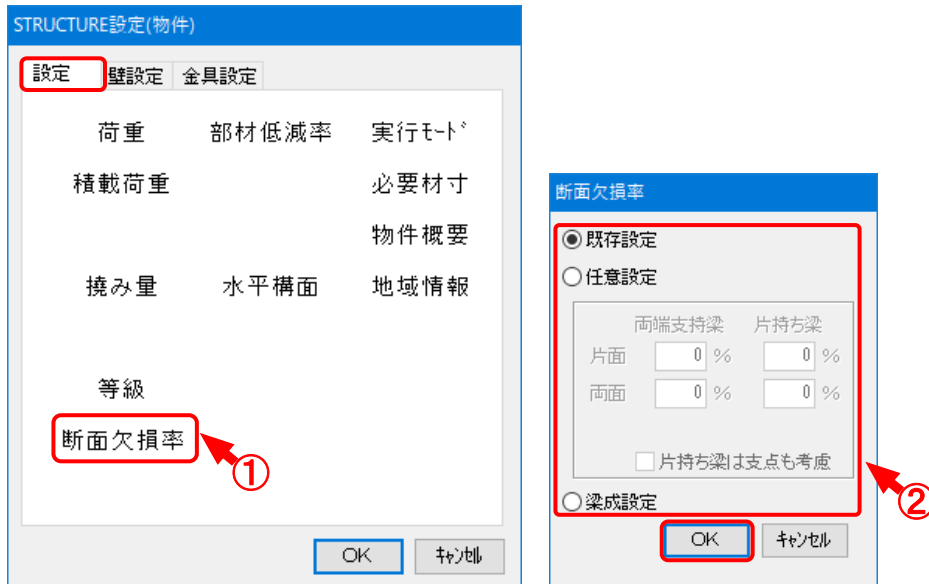 STRUCTURE設定(物件)
設定 壁設定 金具設定
荷重 部材低減率 実行ﾓｰﾄﾞ
積載荷重 必要材寸
物件概要
撓み量 水平構面 地域情報
等級
断面欠損率
①
OK ｷｬﾝｾﾙ
断面欠損率
既存設定
任意設定
両端支持梁 片持ち梁
片面 0 % 0 %
両面 0 % 0 %
片持ち梁は支点も考慮
梁成設定
②
OK ｷｬﾝｾﾙ